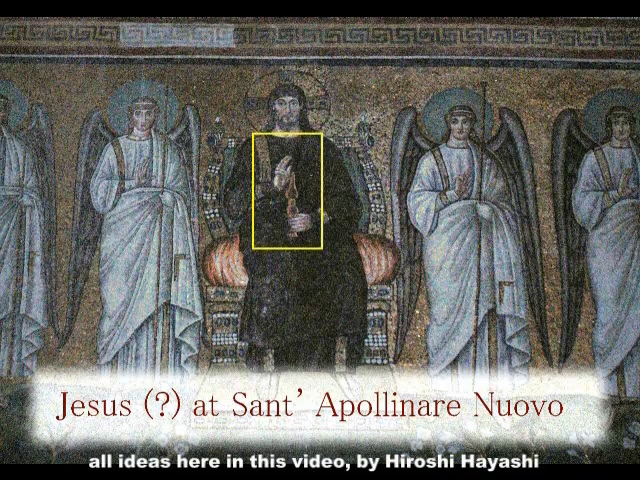 Jesus (?) at Sant’ Apollinare Nuovo
all ideas here in this video, by Hiroshi Hayashi